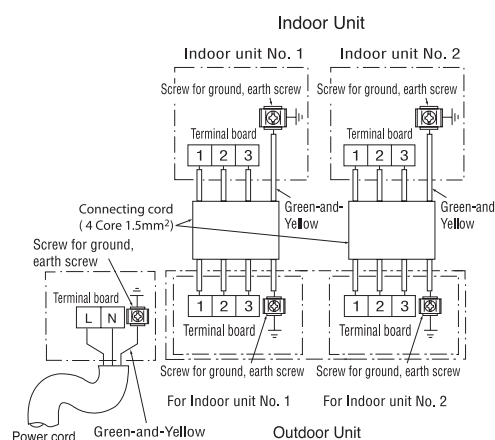 Indoor Unit
Indoor unit No. 1
Indoor unit No. 2
Screw for ground, earth screw
Screw for ground, earth screw
Terminal board
Terminal board
1 2 3
1 2 3
Green-and-
Yellow
Green-and
Yellow
Connecting cord
( 4 Core 1.5mm²)
Screw for ground,
earth screw
Terminal board
L N
1 2 3
1 2 3
Terminal board
Terminal board
Screw for ground, earth screw
Screw for ground, earth screw
For Indoor unit No. 1
For Indoor unit No. 2
Power cord
Green-and-Yellow
Outdoor Unit